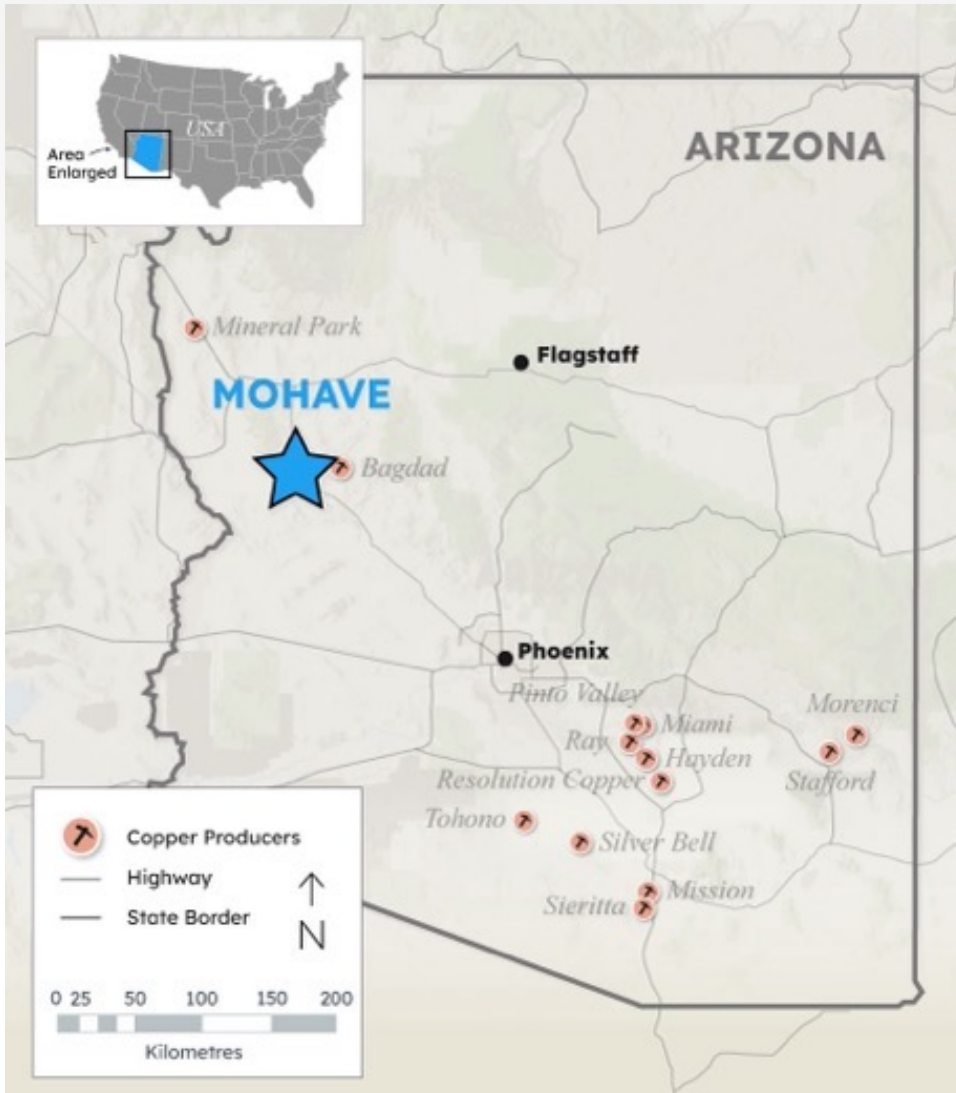 USA
Area
Enlarged
ARIZONA
Mineral Park
Flagstaff
MOHAVE
Bagdad
Phoenix
Pinto Valley
Miami
Morenci
Ray
Hayden
Resolution Copper
Stafford
Tohono
Silver Bell
Mission
Sieritta
Copper Producers
Highway
State Border
N
0 25 50 100 150 200
Kilometres